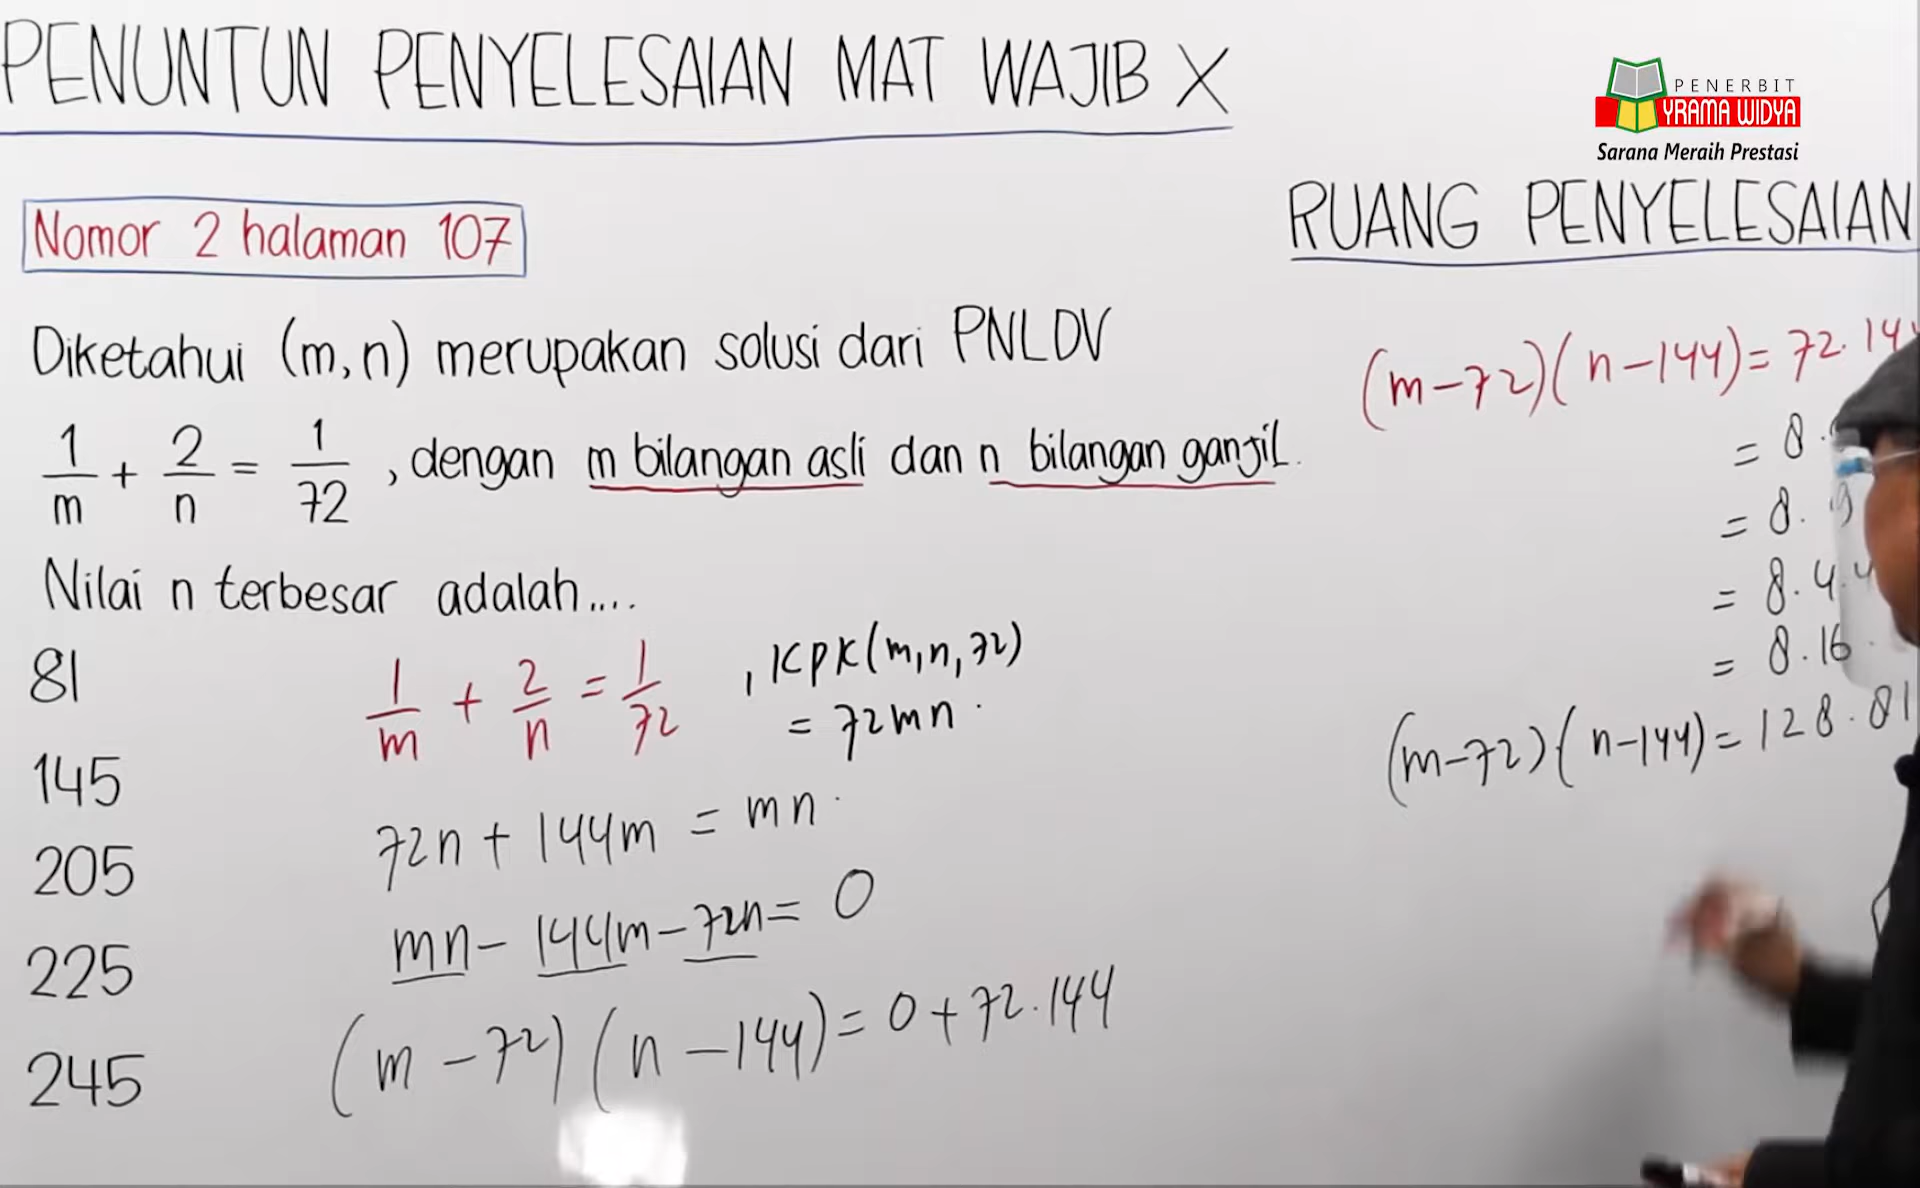 PENUNTUN PENYELESAIAN MAT WAJIB X
PENERBIT
YRAMA WIDYA
Sarana Meraih Prestasi
Nomor 2 halaman 107
Diketahui (m,n) merupakan solusi dari PNLDV
1/m + 2/n = 1/72 , dengan m bilangan asli dan n bilangan ganjil.
Nilai n terbesar adalah....
81
145
205
225
245
1/m + 2/n = 1/72 , KPK(m,n,72)
= 72mn.
72n + 144m = mn.
mn - 144m - 72n = 0
(m - 72) (n - 144) = 0 + 72.144
RUANG PENYELESAIAN
(m-72)(n-144) = 72.14
= 8.
= 8. 9
= 8.4.4
= 8.16.
(m-72)(n-144) = 128.81